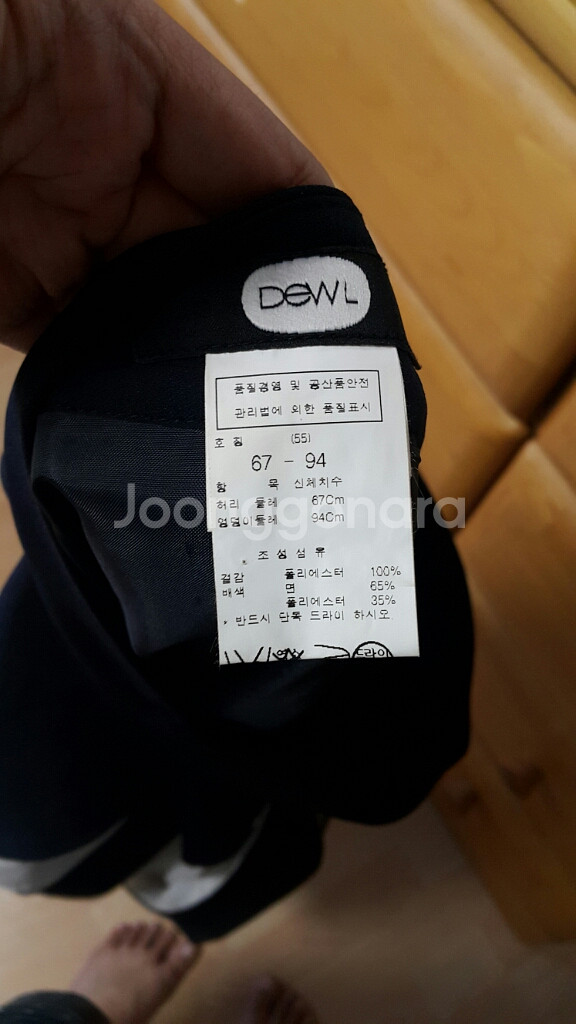 DEWL
품질경영 및 공산품안전
관리법에 의한 품질표시
호 칭 (55)
67 - 94
항 목 신체치수
허리 둘레 67Cm
엉덩이둘레 94Cm
Joonggonara
조성섬유
겉감 폴리에스터 100%
배색 면 65%
폴리에스터 35%
* 반드시 단독 드라이 하시오.
드라이